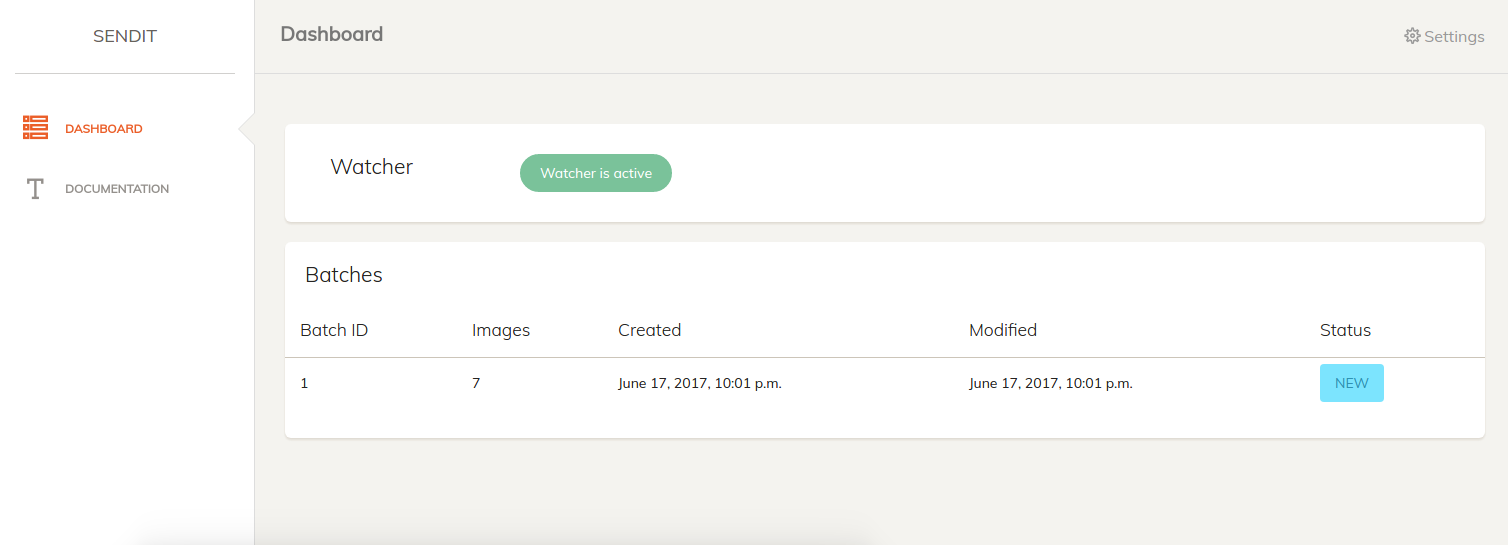 SENDIT
Dashboard
Settings
DASHBOARD
DOCUMENTATION
Watcher
Watcher is active
Batches
Batch ID Images Created Modified Status
1 7 June 17, 2017, 10:01 p.m. June 17, 2017, 10:01 p.m. NEW